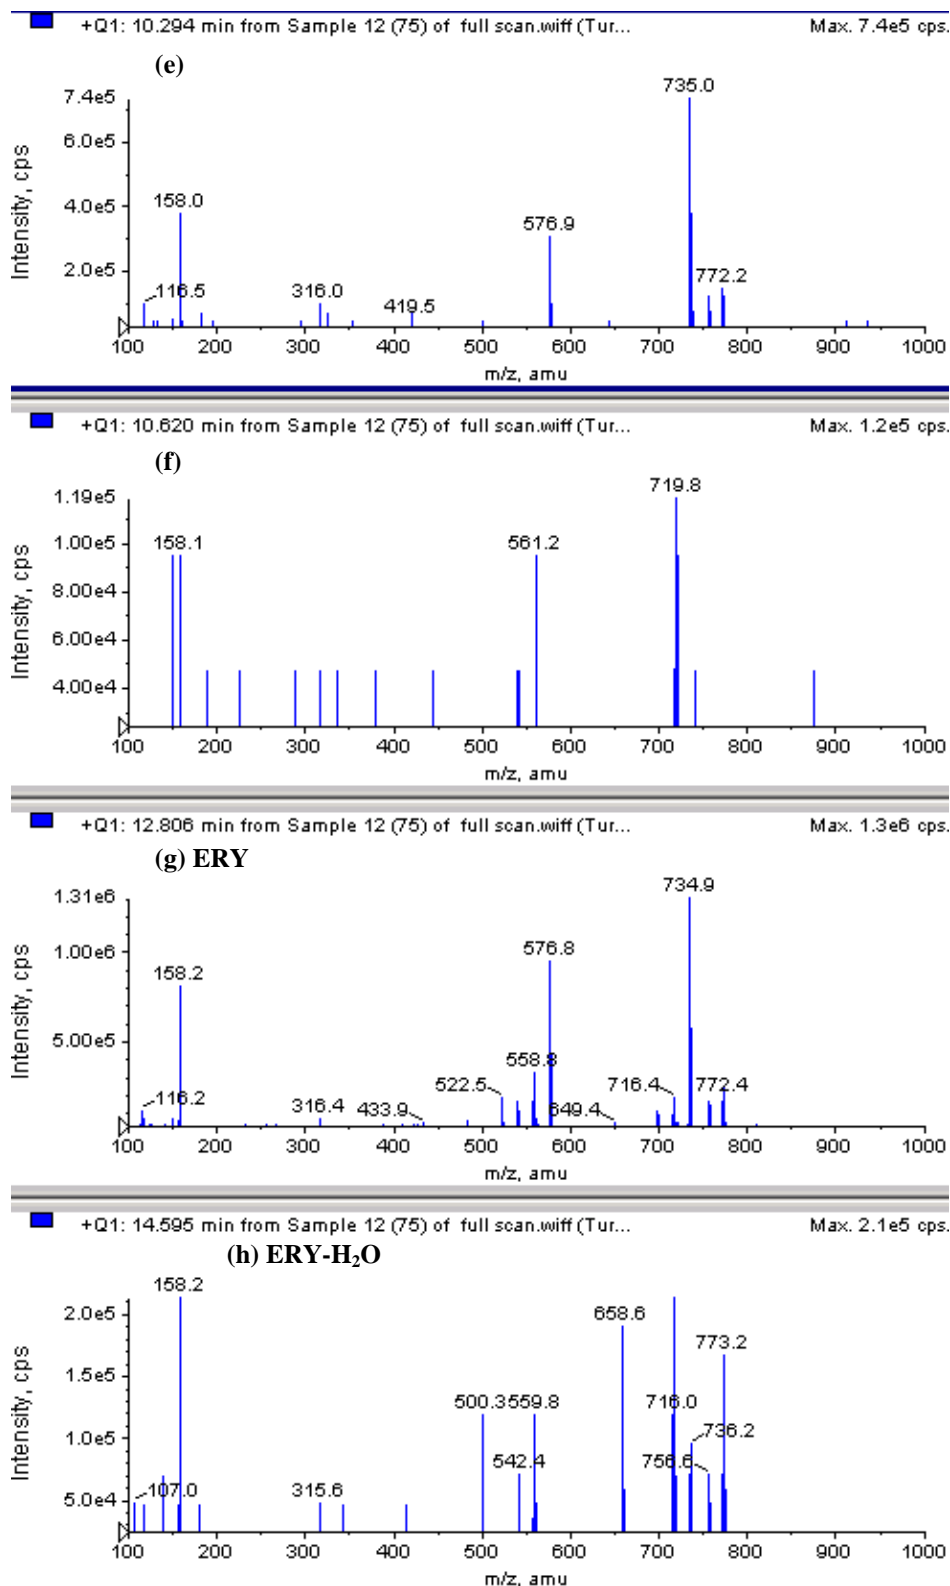 +Q1: 10.294 min from Sample 12 (75) of full scan.wiff (Tur... Max. 7.4e5 cps.
(e)
735.0
7.4e5
6.0e5
158.0
4.0e5
576.9
2.0e5
116.5 316.0 419.5 772.2
Intensity, cps
100 200 300 400 500 600 700 800 900 1000
m/z, amu
+Q1: 10.620 min from Sample 12 (75) of full scan.wiff (Tur... Max. 1.2e5 cps.
(f)
719.8
1.19e5
1.00e5
158.1 561.2
8.00e4
6.00e4
4.00e4
Intensity, cps
100 200 300 400 500 600 700 800 900 1000
m/z, amu
+Q1: 12.806 min from Sample 12 (75) of full scan.wiff (Tur... Max. 1.3e6 cps.
(g) ERY
734.9
1.31e6
1.00e6
158.2 576.8
5.00e5
558.8
116.2 316.4 433.9 522.5 649.4 716.4 772.4
Intensity, cps
100 200 300 400 500 600 700 800 900 1000
m/z, amu
+Q1: 14.595 min from Sample 12 (75) of full scan.wiff (Tur... Max. 2.1e5 cps.
(h) ERY-H₂O
158.2
2.0e5
658.6
773.2
1.5e5
500.3 559.8 716.0
1.0e5
736.2
542.4 756.6
5.0e4
107.0 315.6
Intensity, cps
100 200 300 400 500 600 700 800 900 1000
m/z, amu